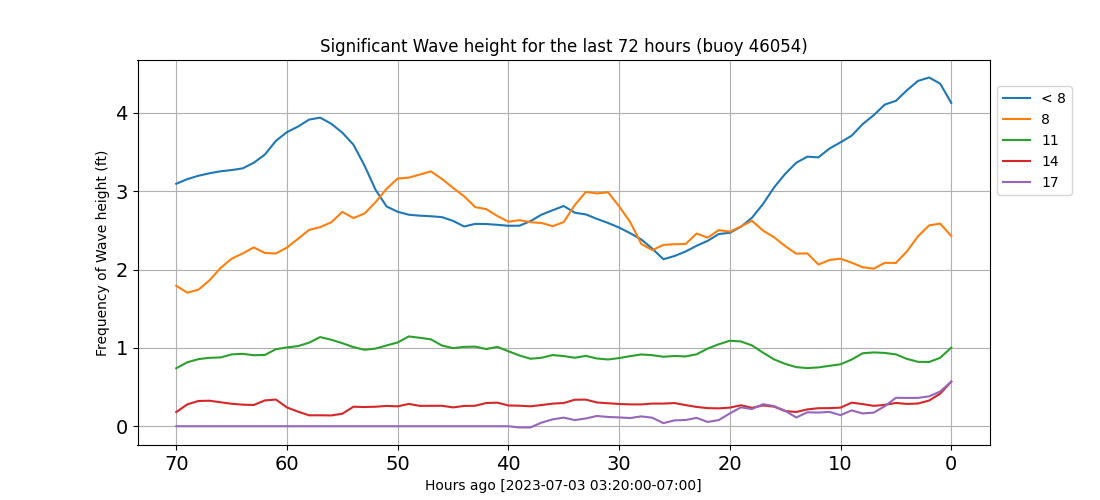 Significant Wave height for the last 72 hours (buoy 46054)
Frequency of Wave height (ft)
4
3
2
1
0
70 60 50 40 30 20 10 0
Hours ago [2023-07-03 03:20:00-07:00]
< 8
8
11
14
17